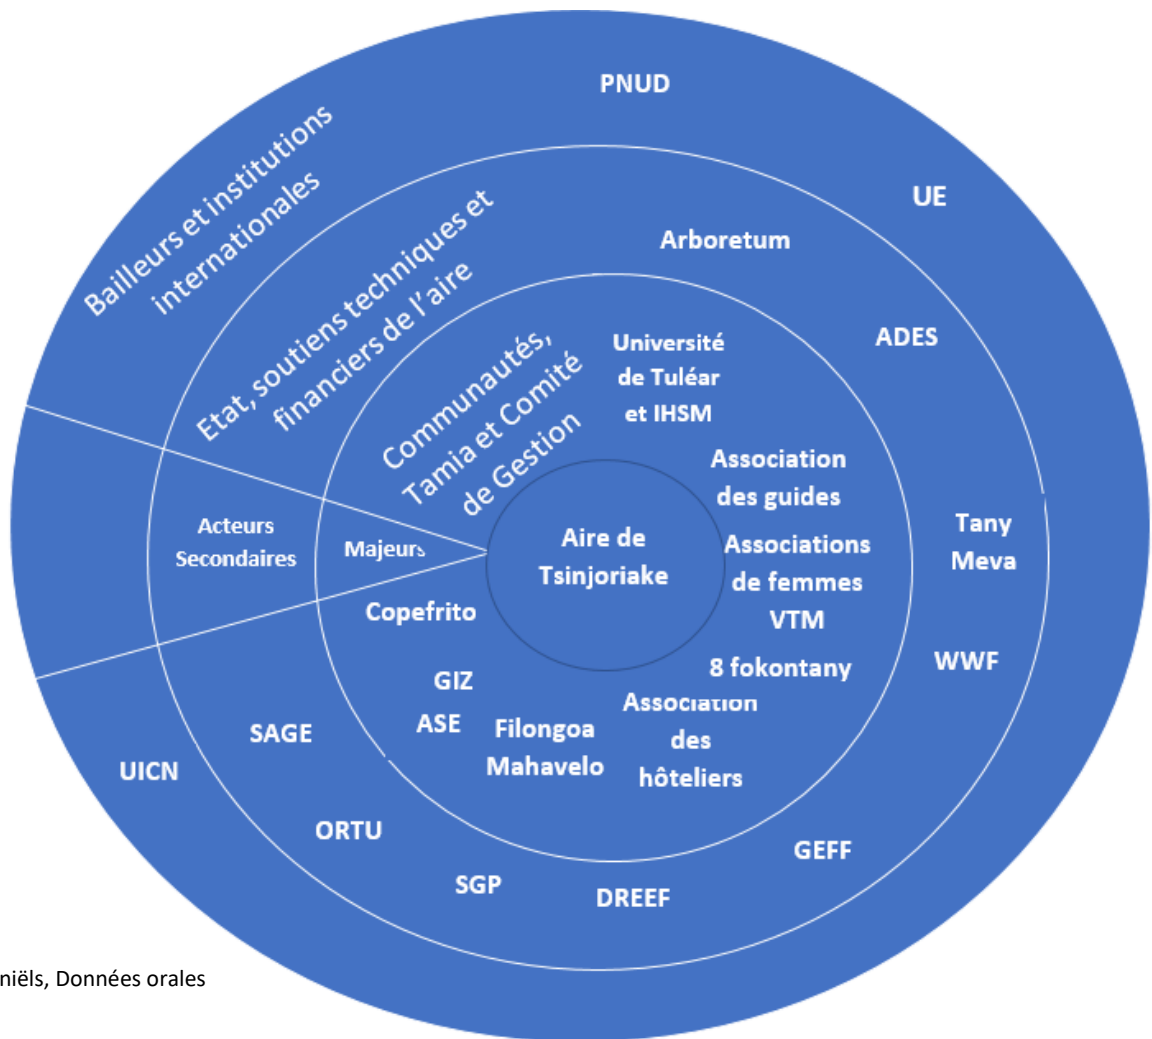 PNUD
UE
Bailleurs et institutions
internationales
Etat, soutiens techniques et
financiers de l’aire
Arboretum
ADES
Communautés,
Tamia et Comité
de Gestion
Université
de Tuléar
et IHSM
Association
des guides
Acteurs
Secondaires
Majeurs
Aire de
Tsinjoriake
Associations
de femmes
VTM
Tany
Meva
Copefrito
8 fokontany
WWF
GIZ
ASE
Filongoa
Mahavelo
Association
des
hôteliers
SAGE
UICN
ORTU
SGP
DREEF
GEFF
niëls, Données orales